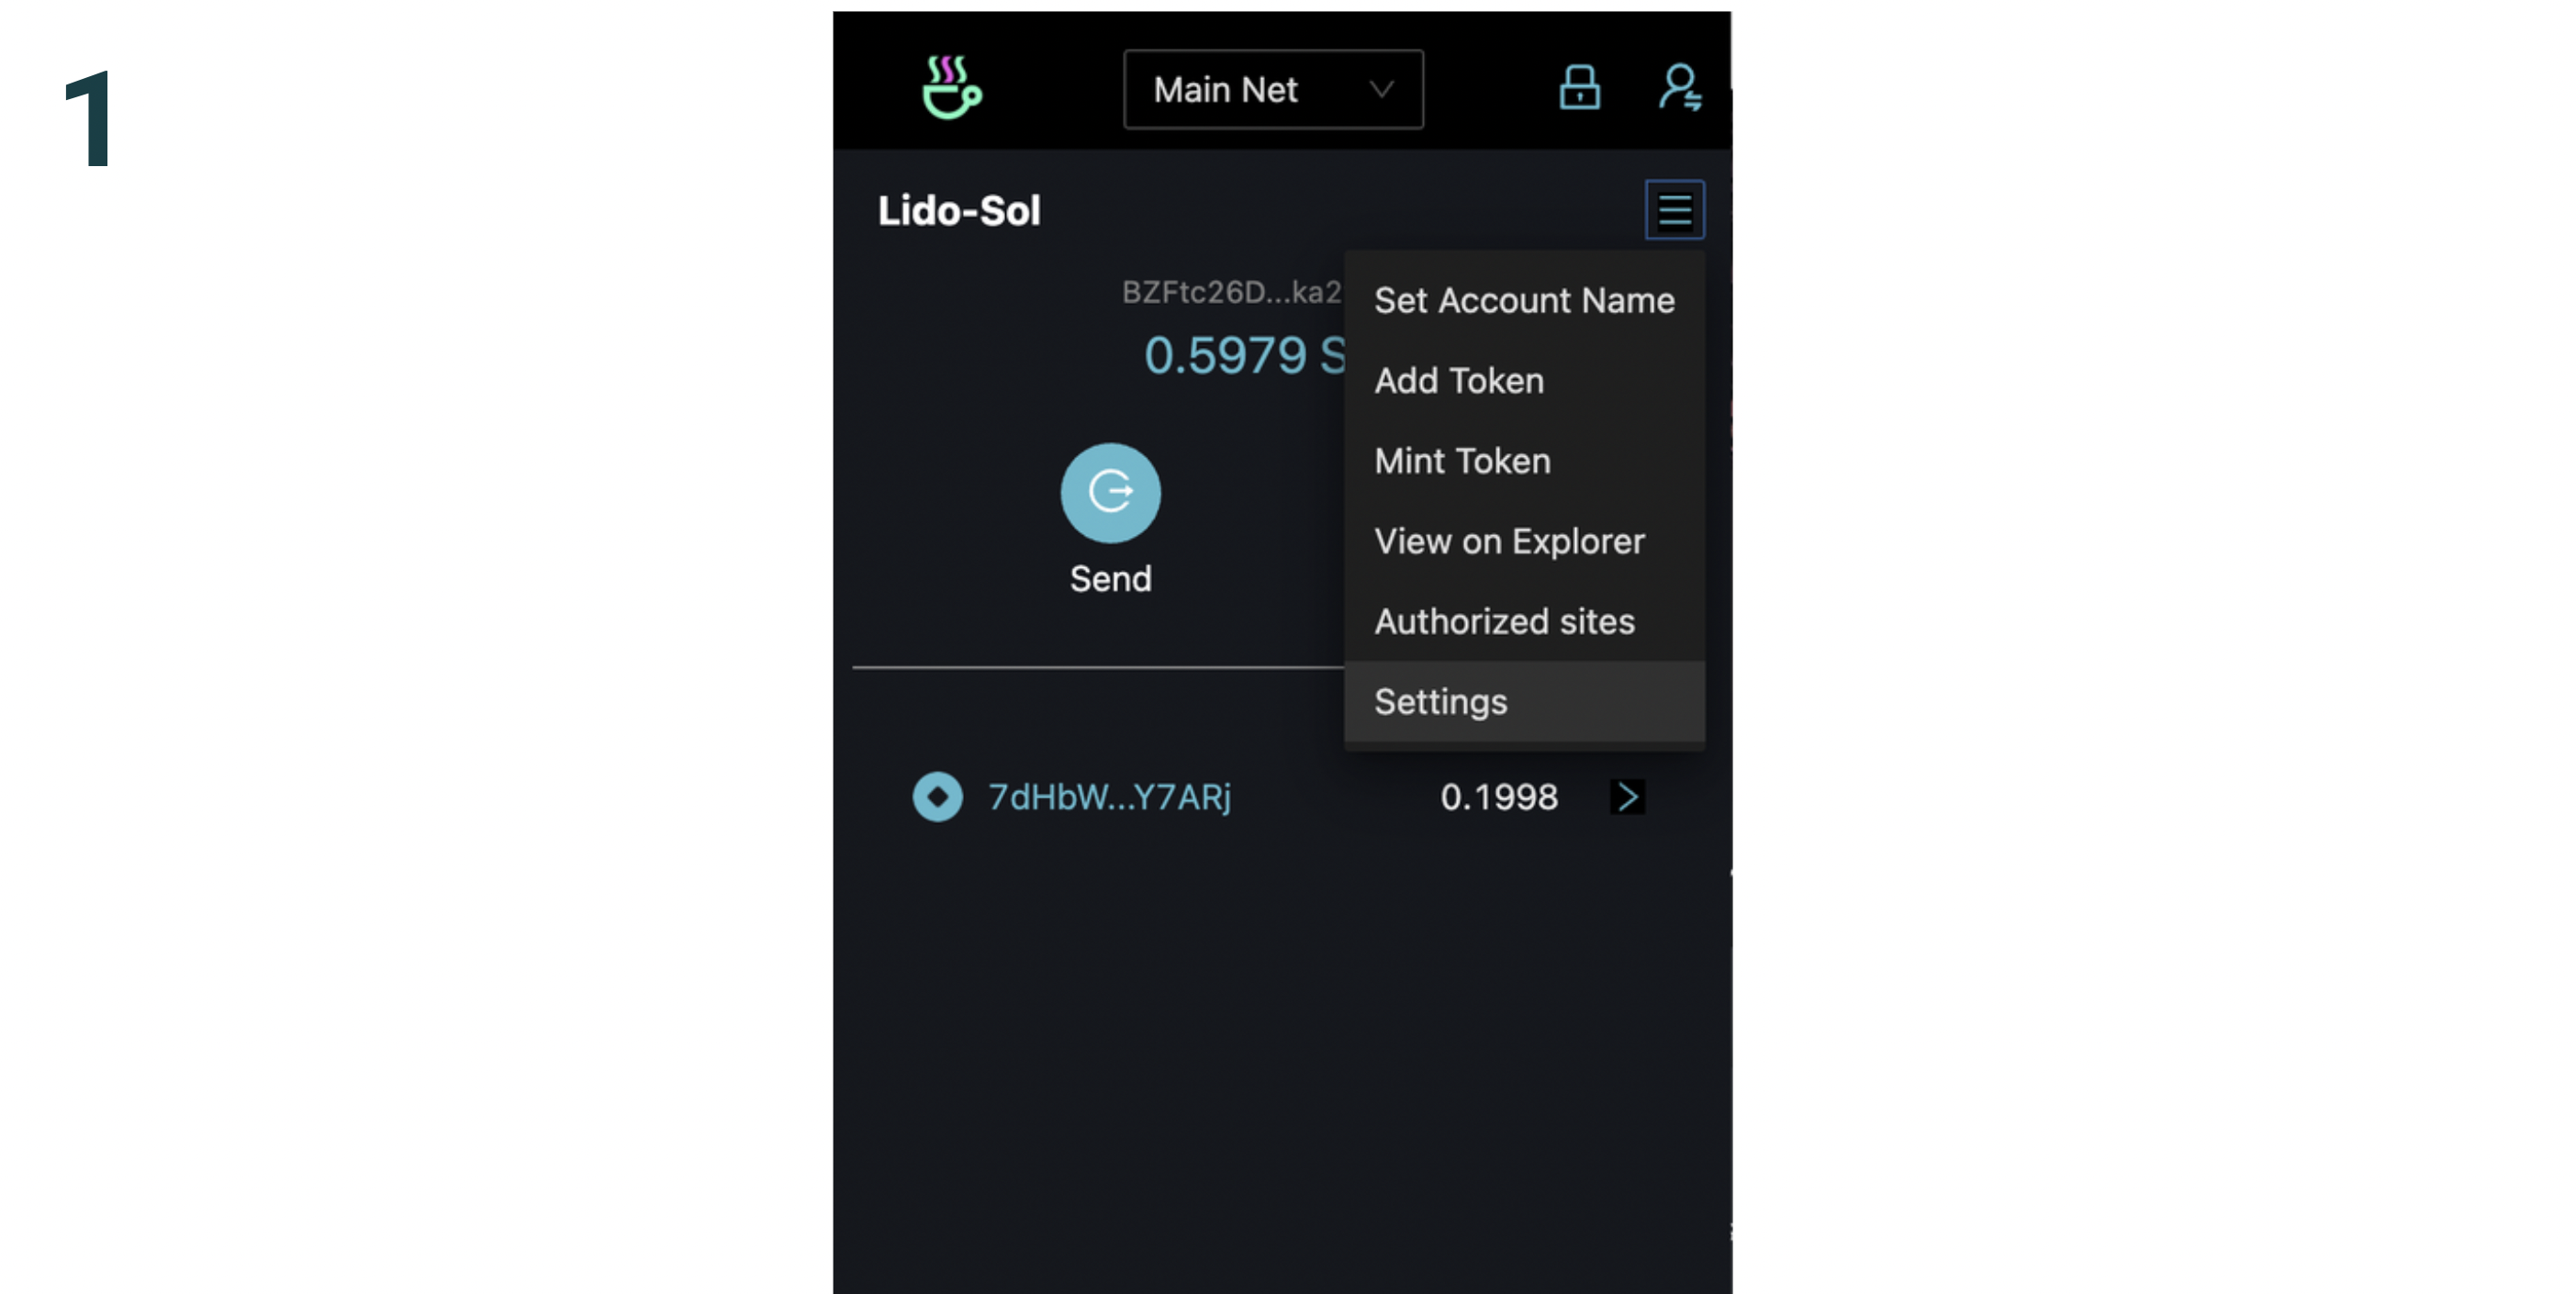 1
Main Net
Lido-Sol
BZFtc26D...ka2
0.5979 S
Send
Set Account Name
Add Token
Mint Token
View on Explorer
Authorized sites
Settings
7dHbW...Y7ARj 0.1998